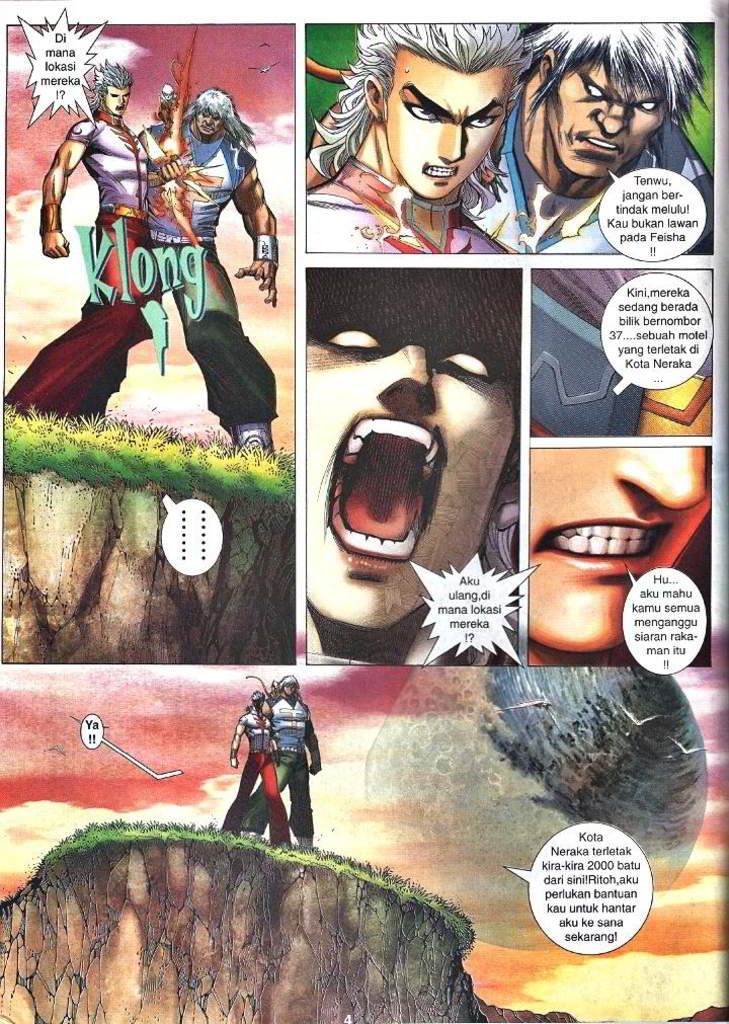 Di
mana
lokasi
mereka
!?
Klong
!
Tenwu,
jangan ber-
tindak melulu!
Kau bukan lawan
pada Feisha
!!
Kini,mereka
sedang berada
bilik bernombor
37....sebuah motel
yang terletak di
Kota Neraka
...
Aku
ulang,di
mana lokasi
mereka
!?
Hu...
aku mahu
kamu semua
menganggu
siaran raka-
man itu
!!
Ya
!!
Kota
Neraka terletak
kira-kira 2000 batu
dari sini!Ritoh,aku
perlukan bantuan
kau untuk hantar
aku ke sana
sekarang!
4